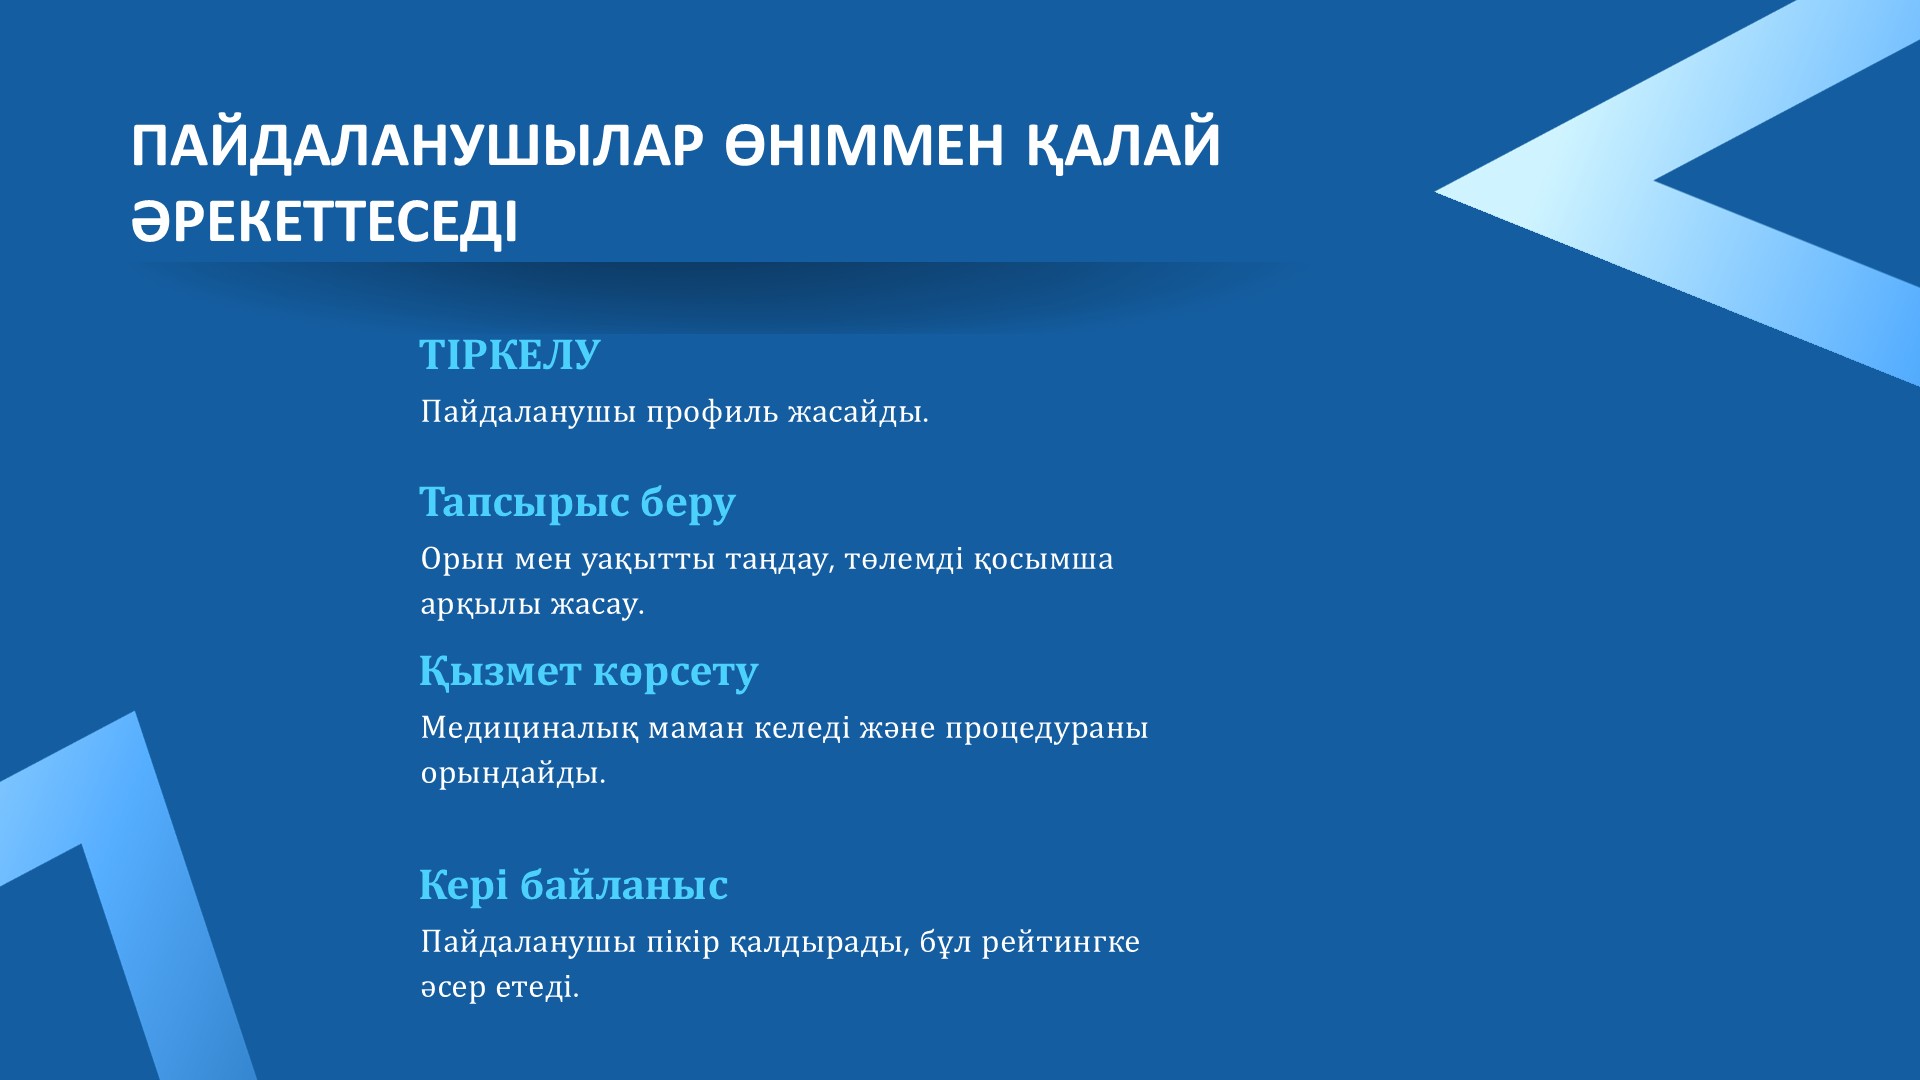 ПАЙДАЛАНУШЫЛАР ӨНІММЕН ҚАЛАЙ
ӘРЕКЕТТЕСЕДІ
ТІРКЕЛУ
Пайдаланушы профиль жасайды.
Тапсырыс беру
Орын мен уақытты таңдау, төлемді қосымша
арқылы жасау.
Қызмет көрсету
Медициналық маман келеді және процедураны
орындайды.
Кері байланыс
Пайдаланушы пікір қалдырады, бұл рейтингке
әсер етеді.